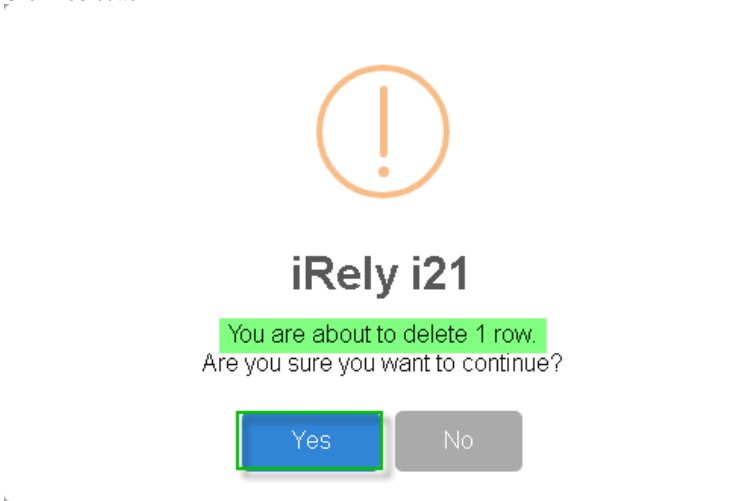 iRely i21
You are about to delete 1 row.
Are you sure you want to continue?
Yes
No